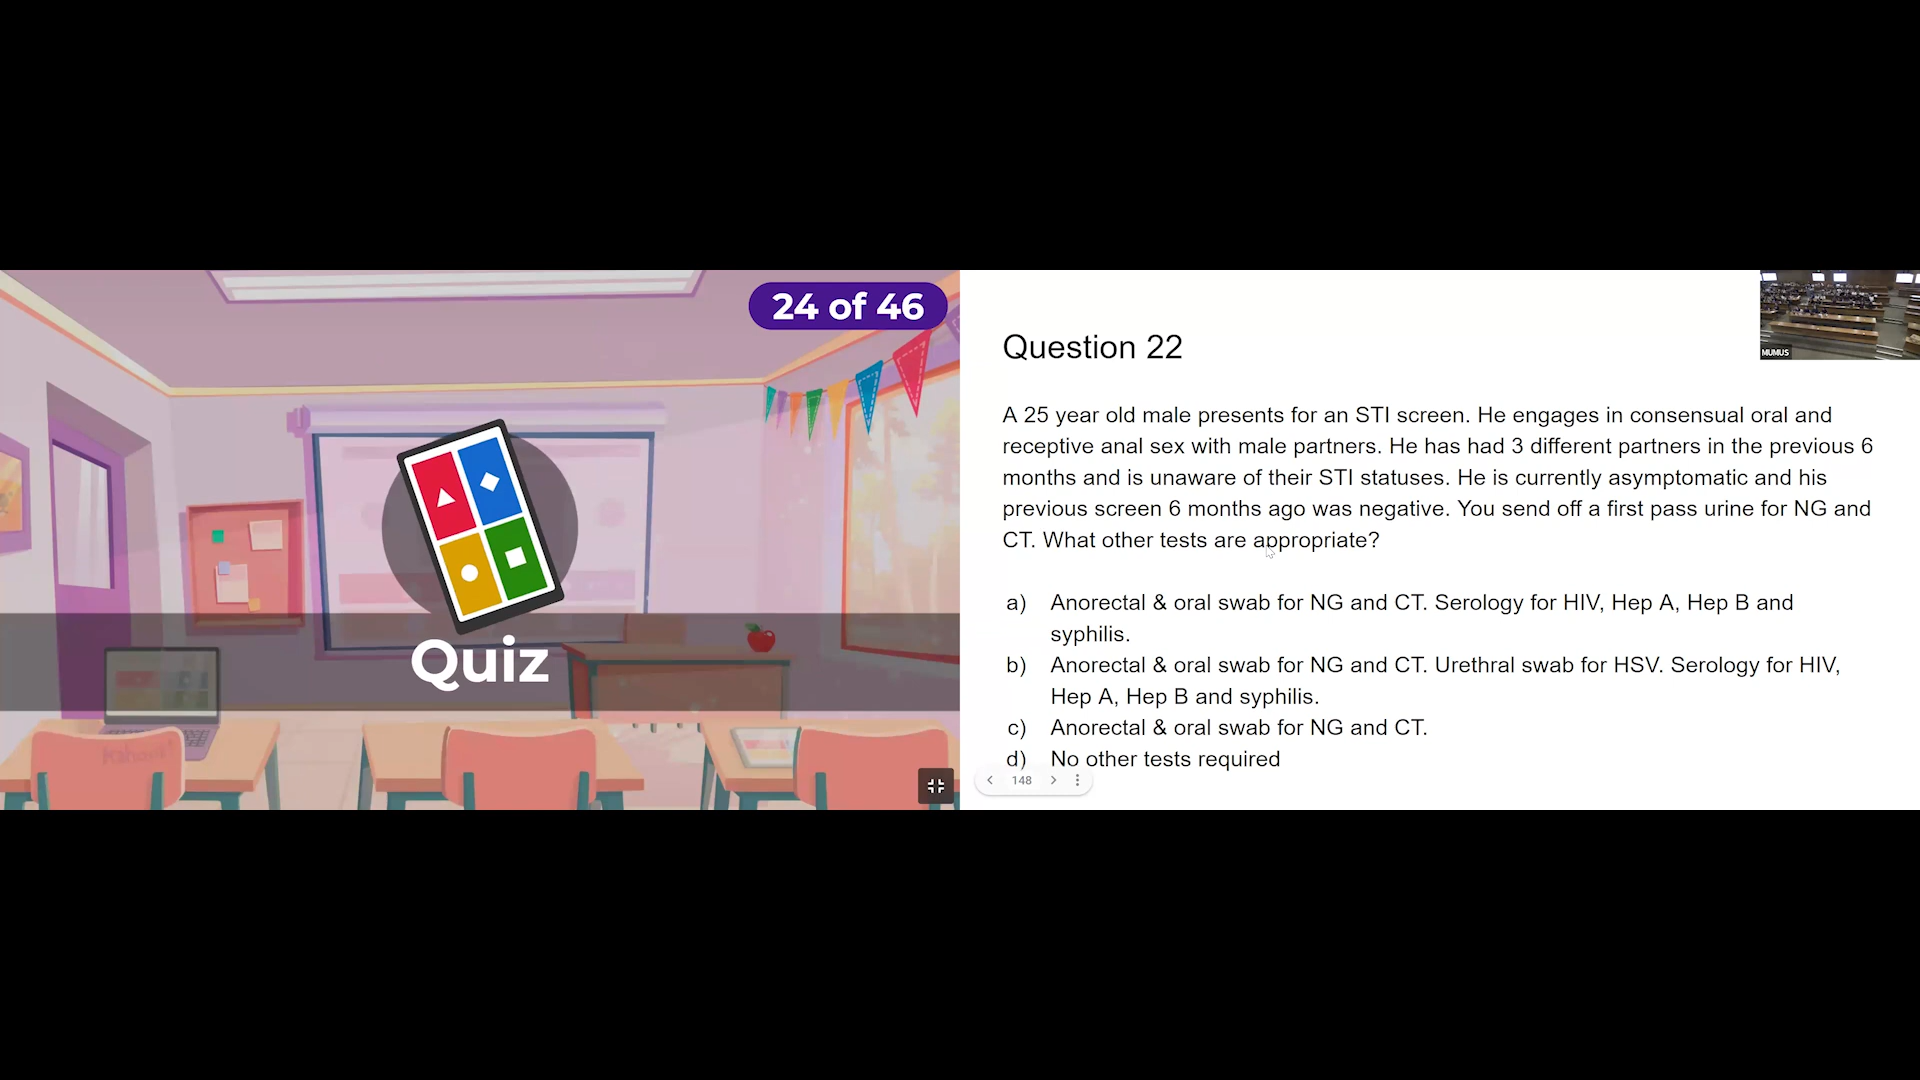 24 of 46
Quiz
Kahoot!
MUMUS
Question 22
A 25 year old male presents for an STI screen. He engages in consensual oral and
receptive anal sex with male partners. He has had 3 different partners in the previous 6
months and is unaware of their STI statuses. He is currently asymptomatic and his
previous screen 6 months ago was negative. You send off a first pass urine for NG and
CT. What other tests are appropriate?
a) Anorectal & oral swab for NG and CT. Serology for HIV, Hep A, Hep B and
syphilis.
b) Anorectal & oral swab for NG and CT. Urethral swab for HSV. Serology for HIV,
Hep A, Hep B and syphilis.
c) Anorectal & oral swab for NG and CT.
d) No other tests required
148